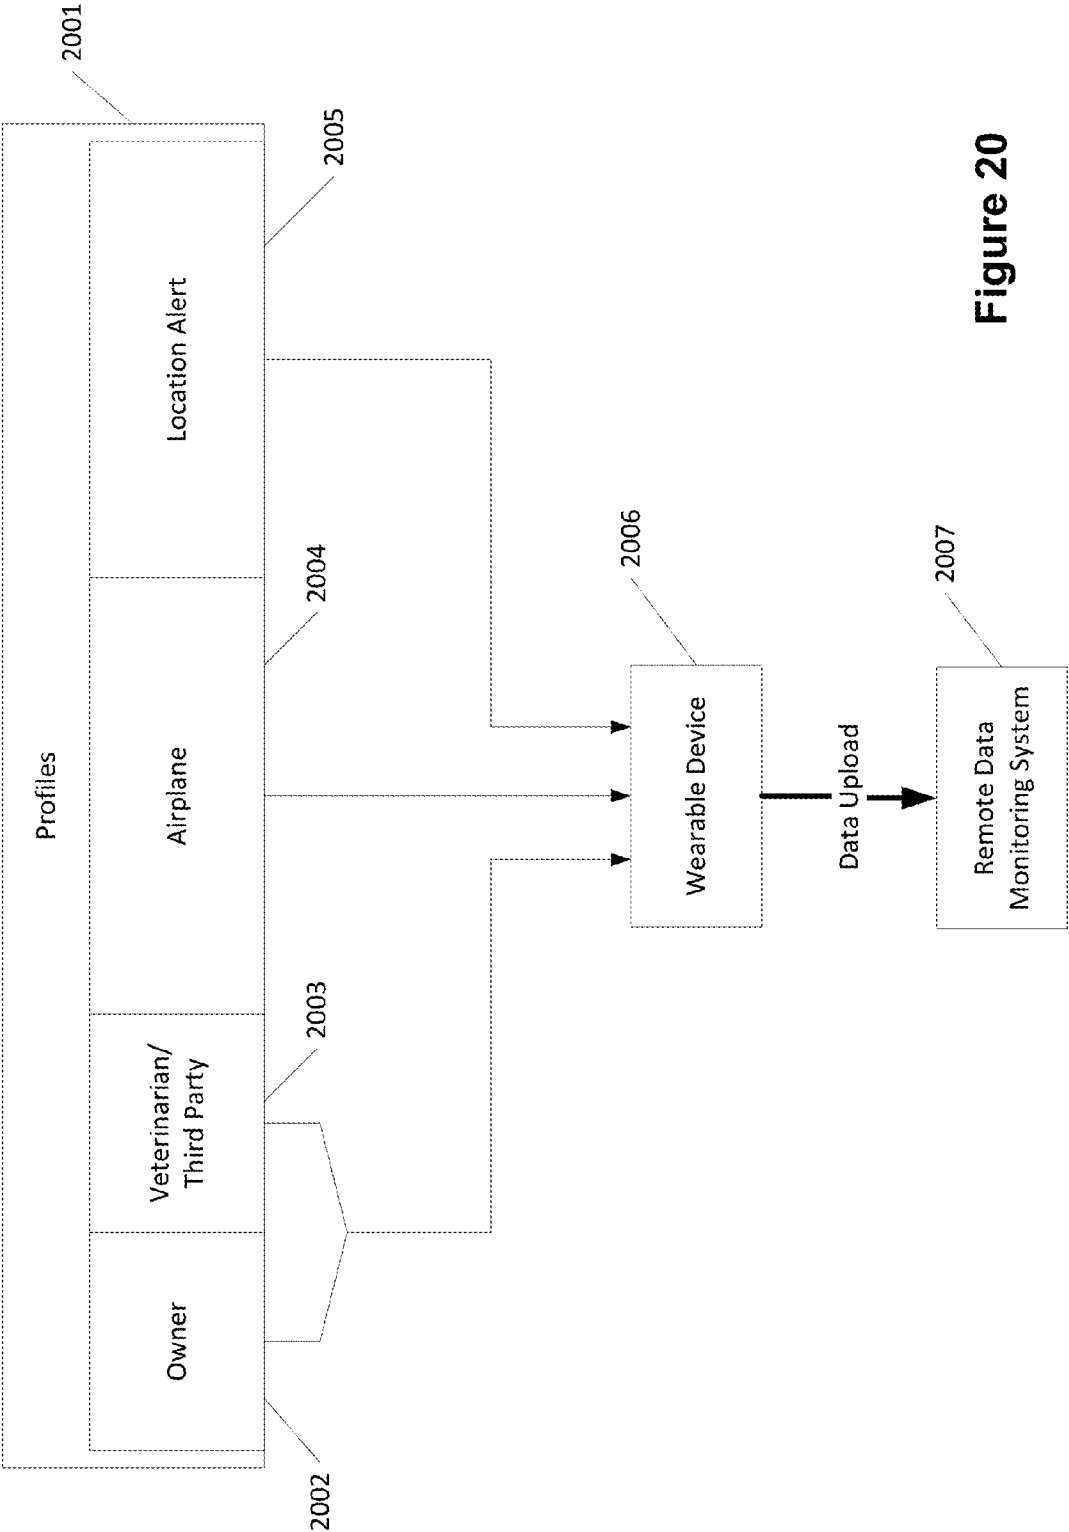 2001
Profiles
Owner
Veterinarian/
Third Party
Airplane
Location Alert
2002
2003
2004
2005
Wearable Device
2006
Data Upload
Remote Data
Monitoring System
2007
Figure 20